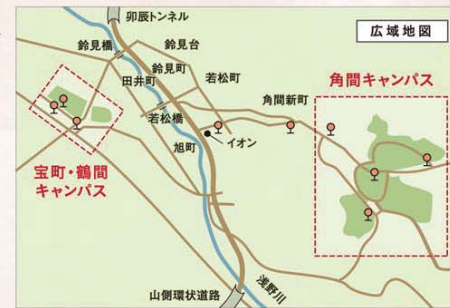 卯辰トンネル
広域地図
鈴見橋
鈴見台
鈴見町
田井町
若松町
角間キャンパス
角間新町
若松橋
旭町
イオン
宝町・鶴間
キャンパス
山側環状道路
浅野川